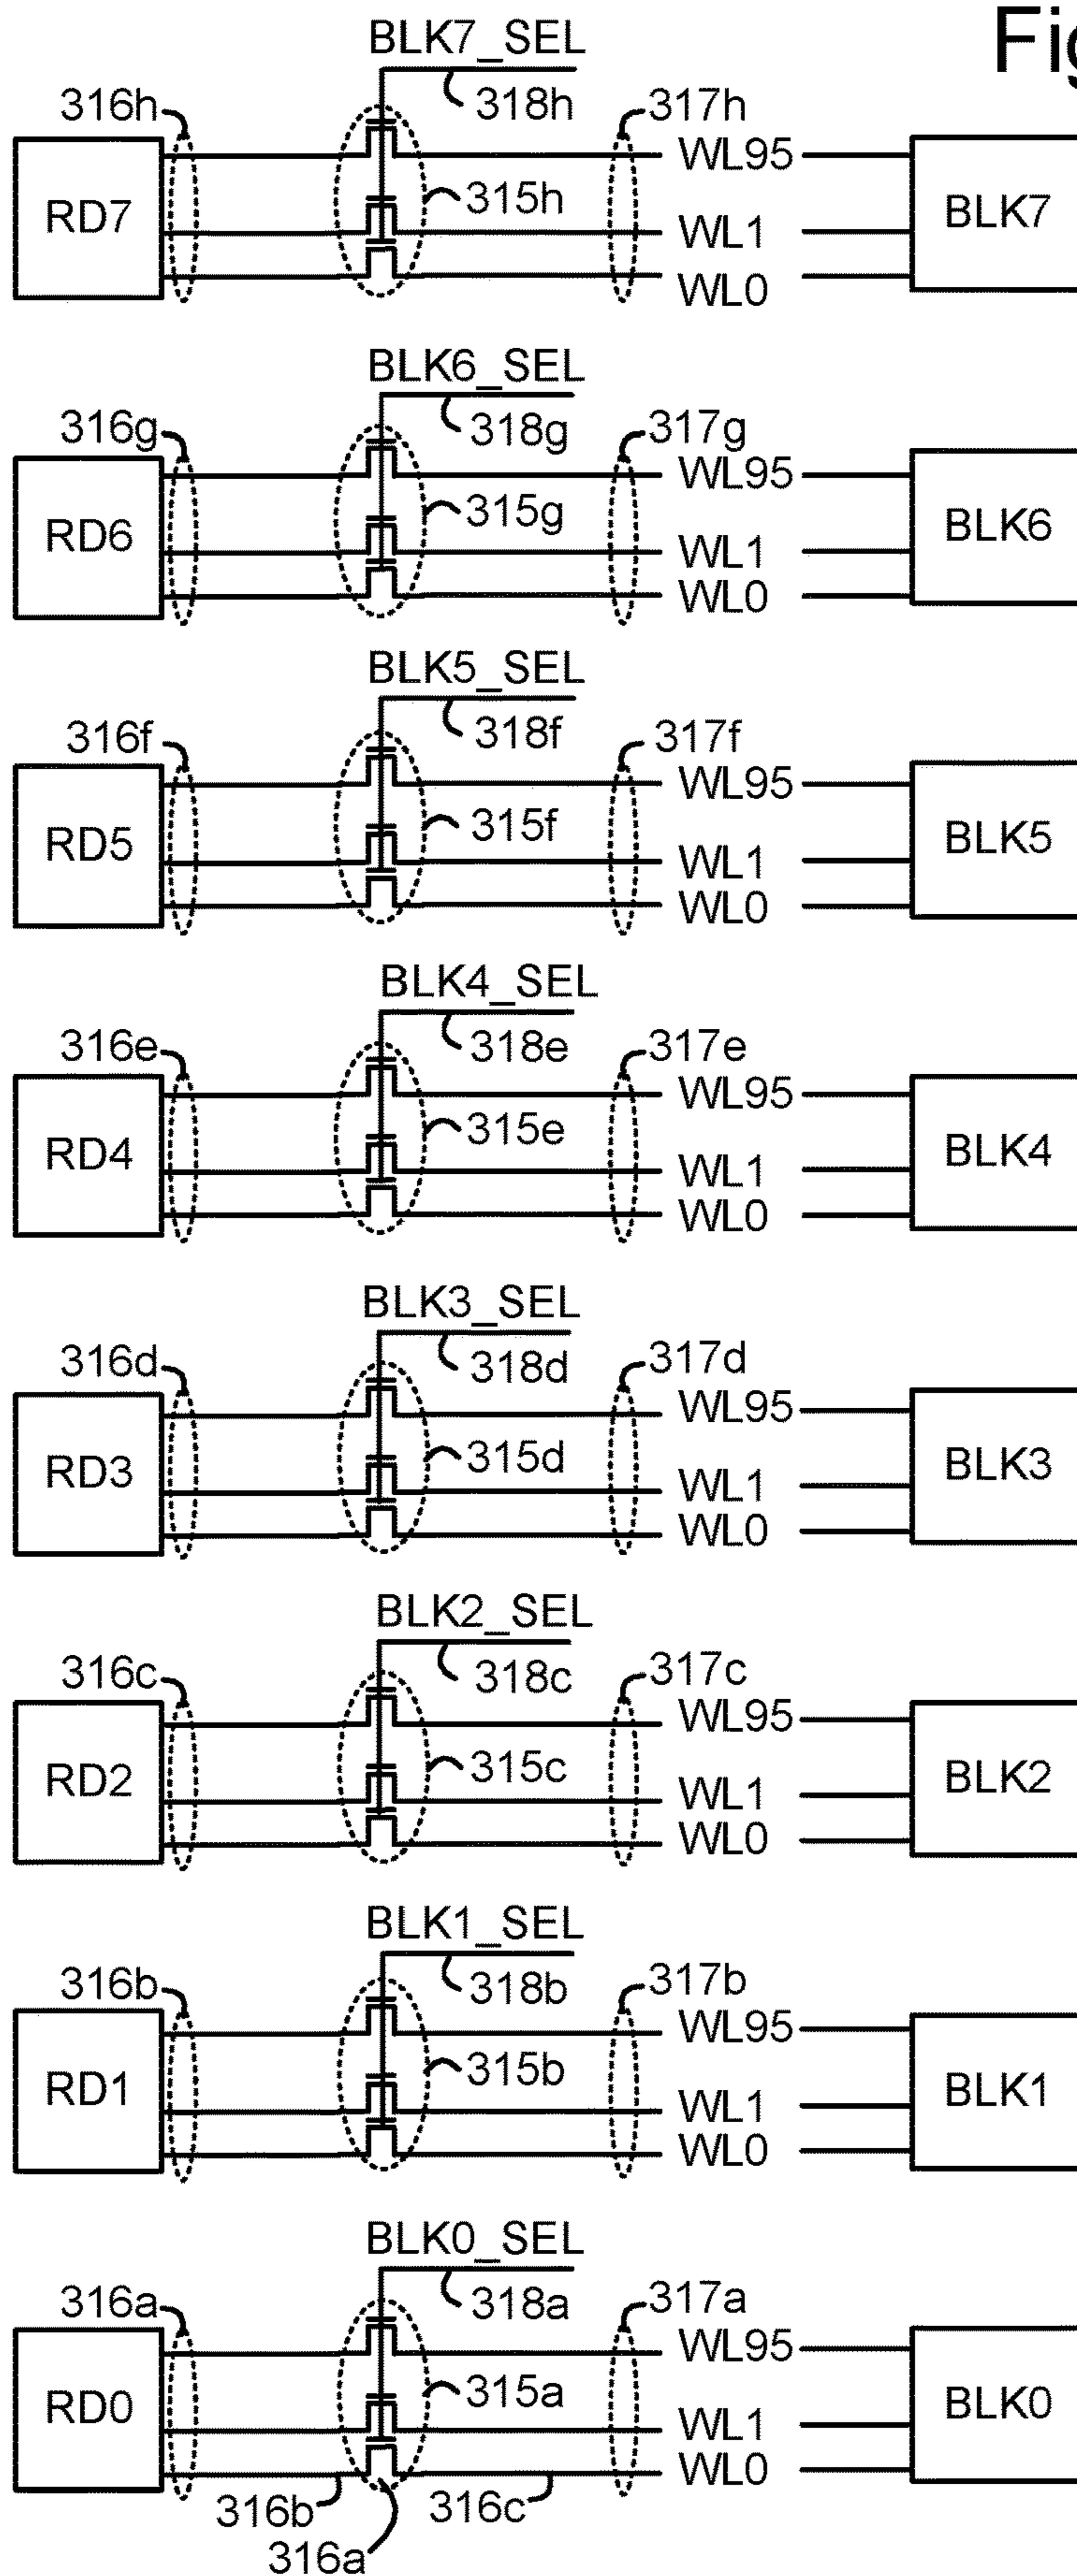 Fig
BLK7_SEL
316h 318h 317h
RD7 315h WL95 BLK7
WL1
WL0
BLK6_SEL
316g 318g 317g
RD6 315g WL95 BLK6
WL1
WL0
BLK5_SEL
316f 318f 317f
RD5 315f WL95 BLK5
WL1
WL0
BLK4_SEL
316e 318e 317e
RD4 315e WL95 BLK4
WL1
WL0
BLK3_SEL
316d 318d 317d
RD3 315d WL95 BLK3
WL1
WL0
BLK2_SEL
316c 318c 317c
RD2 315c WL95 BLK2
WL1
WL0
BLK1_SEL
316b 318b 317b
RD1 315b WL95 BLK1
WL1
WL0
BLK0_SEL
316a 318a 317a
RD0 315a WL95 BLK0
WL1
WL0
316b 316c
316a